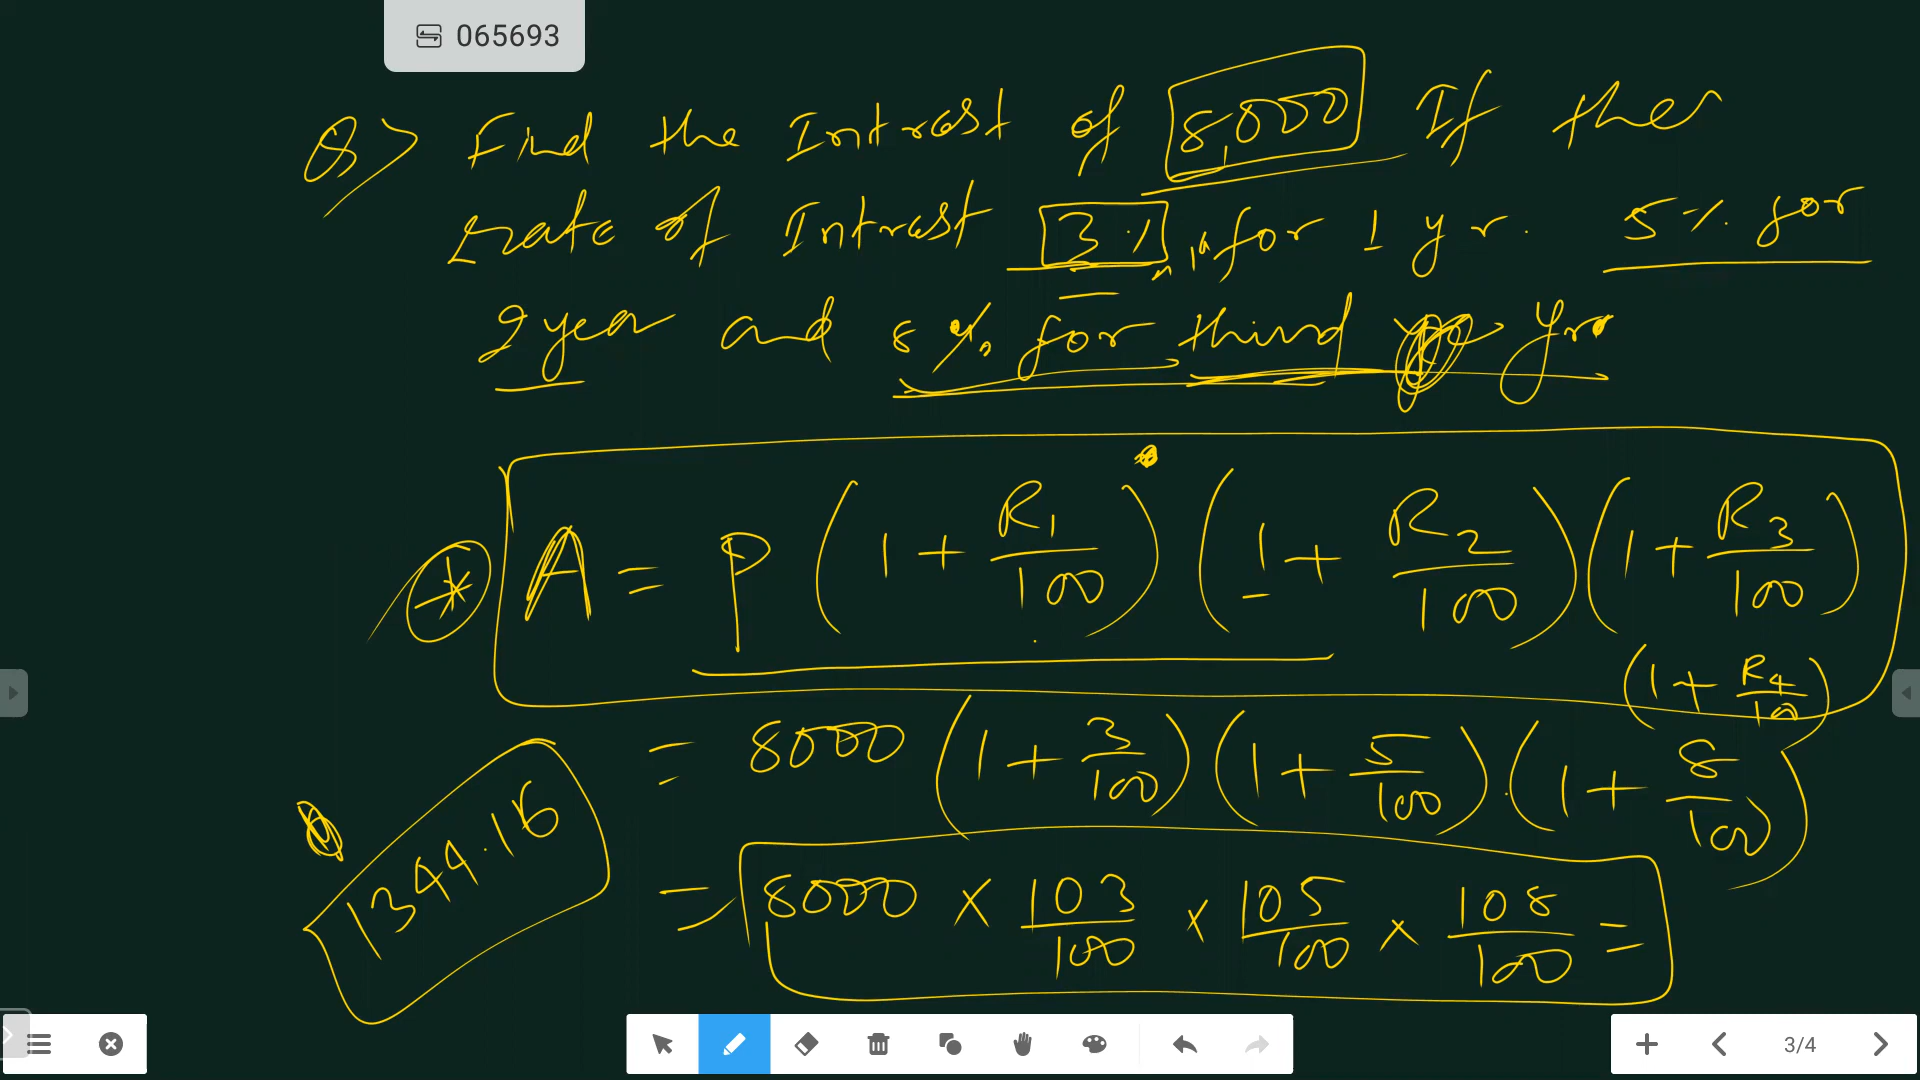 065693
Q> Find the Intrest of 8,000 If the
rate of Intrest 3% for 1 yr. 5% for
2 year and 8% for third yr
A = P (1 + R1/100) (1 + R2/100) (1 + R3/100)
(1 + R4/100)
= 8000 (1 + 3/100) (1 + 5/100) . (1 + 8/100)
1344.16
= 8000 × 103/100 × 105/100 × 108/100 =
3/4